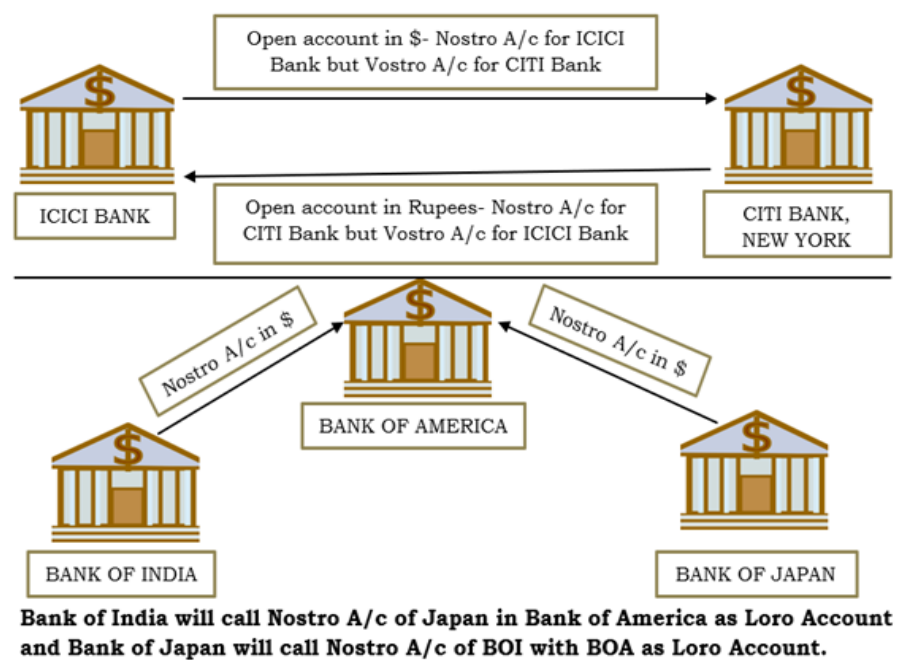 Open account in $- Nostro A/c for ICICI
Bank but Vostro A/c for CITI Bank
$
$
ICICI BANK
Open account in Rupees- Nostro A/c for
CITI Bank but Vostro A/c for ICICI Bank
CITI BANK,
NEW YORK
Nostro A/c in $
$
Nostro A/c in $
BANK OF AMERICA
$
$
BANK OF INDIA
BANK OF JAPAN
Bank of India will call Nostro A/c of Japan in Bank of America as Loro Account
and Bank of Japan will call Nostro A/c of BOI with BOA as Loro Account.